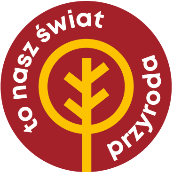 to nasz świat
przyroda